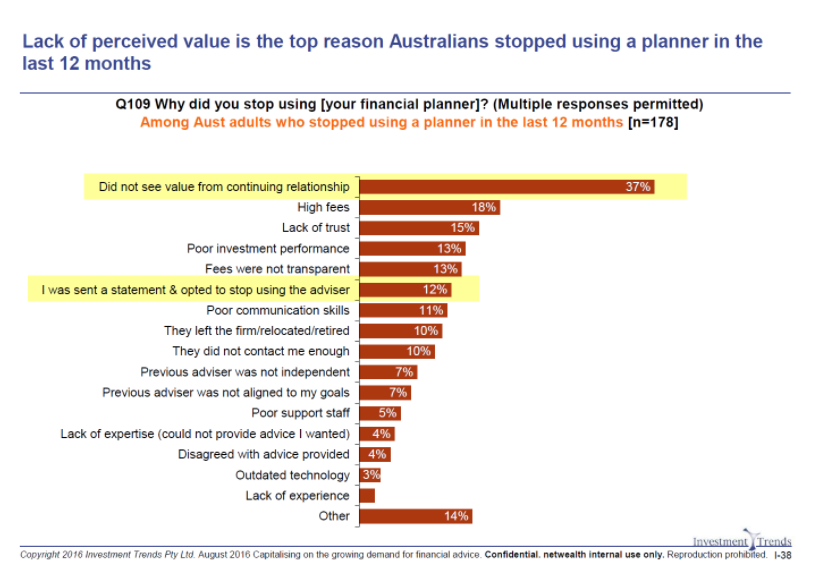 Lack of perceived value is the top reason Australians stopped using a planner in the
last 12 months
Q109 Why did you stop using [your financial planner]? (Multiple responses permitted)
Among Aust adults who stopped using a planner in the last 12 months [n=178]
Did not see value from continuing relationship 37%
High fees 18%
Lack of trust 15%
Poor investment performance 13%
Fees were not transparent 13%
I was sent a statement & opted to stop using the adviser 12%
Poor communication skills 11%
They left the firm/relocated/retired 10%
They did not contact me enough 10%
Previous adviser was not independent 7%
Previous adviser was not aligned to my goals 7%
Poor support staff 5%
Lack of expertise (could not provide advice I wanted) 4%
Disagreed with advice provided 4%
Outdated technology 3%
Lack of experience
Other 14%
Investment Trends
Copyright 2016 Investment Trends Pty Ltd. August 2016 Capitalising on the growing demand for financial advice. Confidential. netwealth internal use only. Reproduction prohibited. I-38